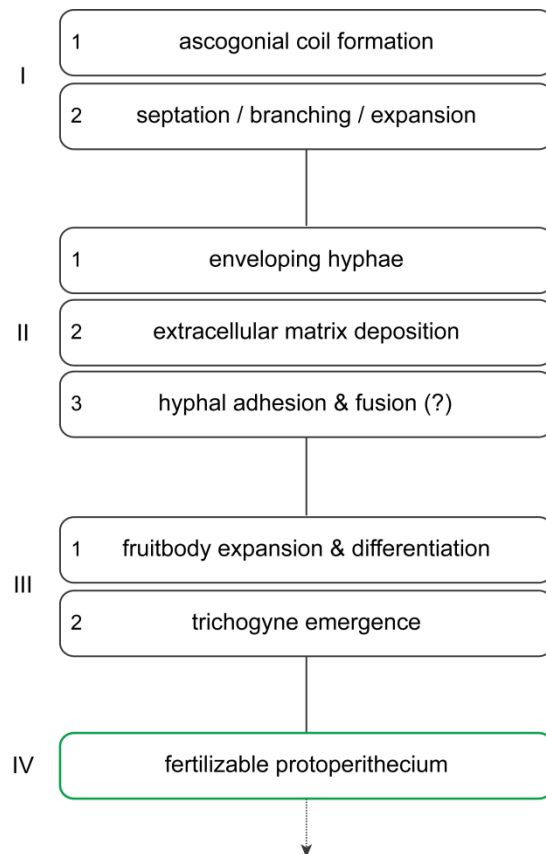 I
1 ascogonial coil formation
2 septation / branching / expansion
II
1 enveloping hyphae
2 extracellular matrix deposition
3 hyphal adhesion & fusion (?)
III
1 fruitbody expansion & differentiation
2 trichogyne emergence
IV
fertilizable protoperithecium